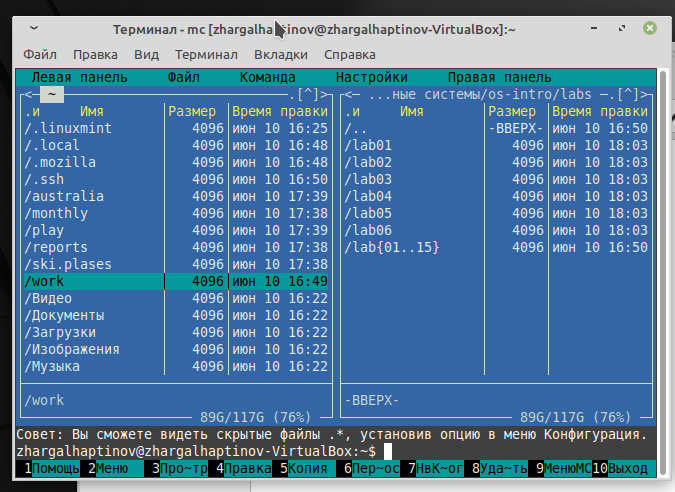 Терминал - mc [zhargalhaptinov@zhargalhaptinov-VirtualBox]:~
Файл Правка Вид Терминал Вкладки Справка
Левая панель Файл Команда Настройки Правая панель
<─ ~ .[^]> <─ ...ные системы/os-intro/labs ─.[^]>
.и Имя Размер Время правки .и Имя Размер Время правки
/.linuxmint 4096 июн 10 16:25 /.. -ВВЕРХ- июн 10 16:50
/.local 4096 июн 10 16:48 /lab01 4096 июн 10 18:03
/.mozilla 4096 июн 10 16:48 /lab02 4096 июн 10 18:03
/.ssh 4096 июн 10 16:50 /lab03 4096 июн 10 18:03
/australia 4096 июн 10 17:39 /lab04 4096 июн 10 18:03
/monthly 4096 июн 10 17:38 /lab05 4096 июн 10 18:03
/play 4096 июн 10 17:39 /lab06 4096 июн 10 18:03
/reports 4096 июн 10 17:38 /lab{01..15} 4096 июн 10 16:50
/ski.plases 4096 июн 10 17:38
/work 4096 июн 10 16:49
/Видео 4096 июн 10 16:22
/Документы 4096 июн 10 16:22
/Загрузки 4096 июн 10 16:22
/Изображения 4096 июн 10 16:22
/Музыка 4096 июн 10 16:22
/work -ВВЕРХ-
89G/117G (76%) 89G/117G (76%)
Совет: Вы сможете видеть скрытые файлы .*, установив опцию в меню Конфигурация.
zhargalhaptinov@zhargalhaptinov-VirtualBox:~$
1Помощь 2Меню 3Про~тр 4Правка 5Копия 6Пер~ос 7НвК~ог 8Уда~ть 9МенюMC 10Выход